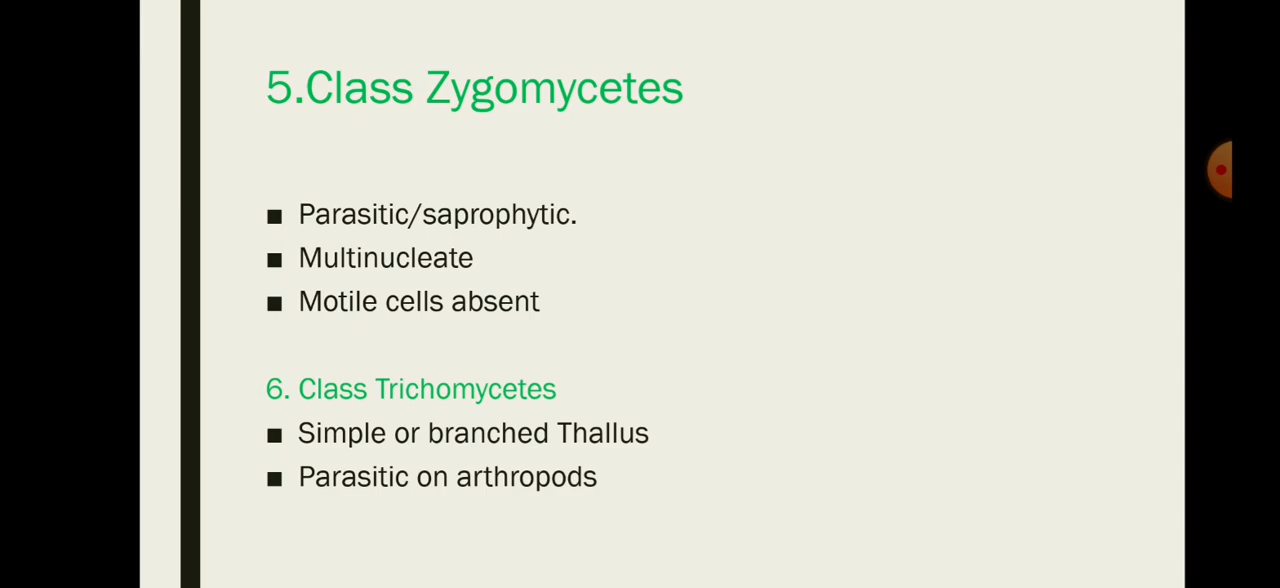 5.Class Zygomycetes
■ Parasitic/saprophytic.
■ Multinucleate
■ Motile cells absent
6. Class Trichomycetes
■ Simple or branched Thallus
■ Parasitic on arthropods